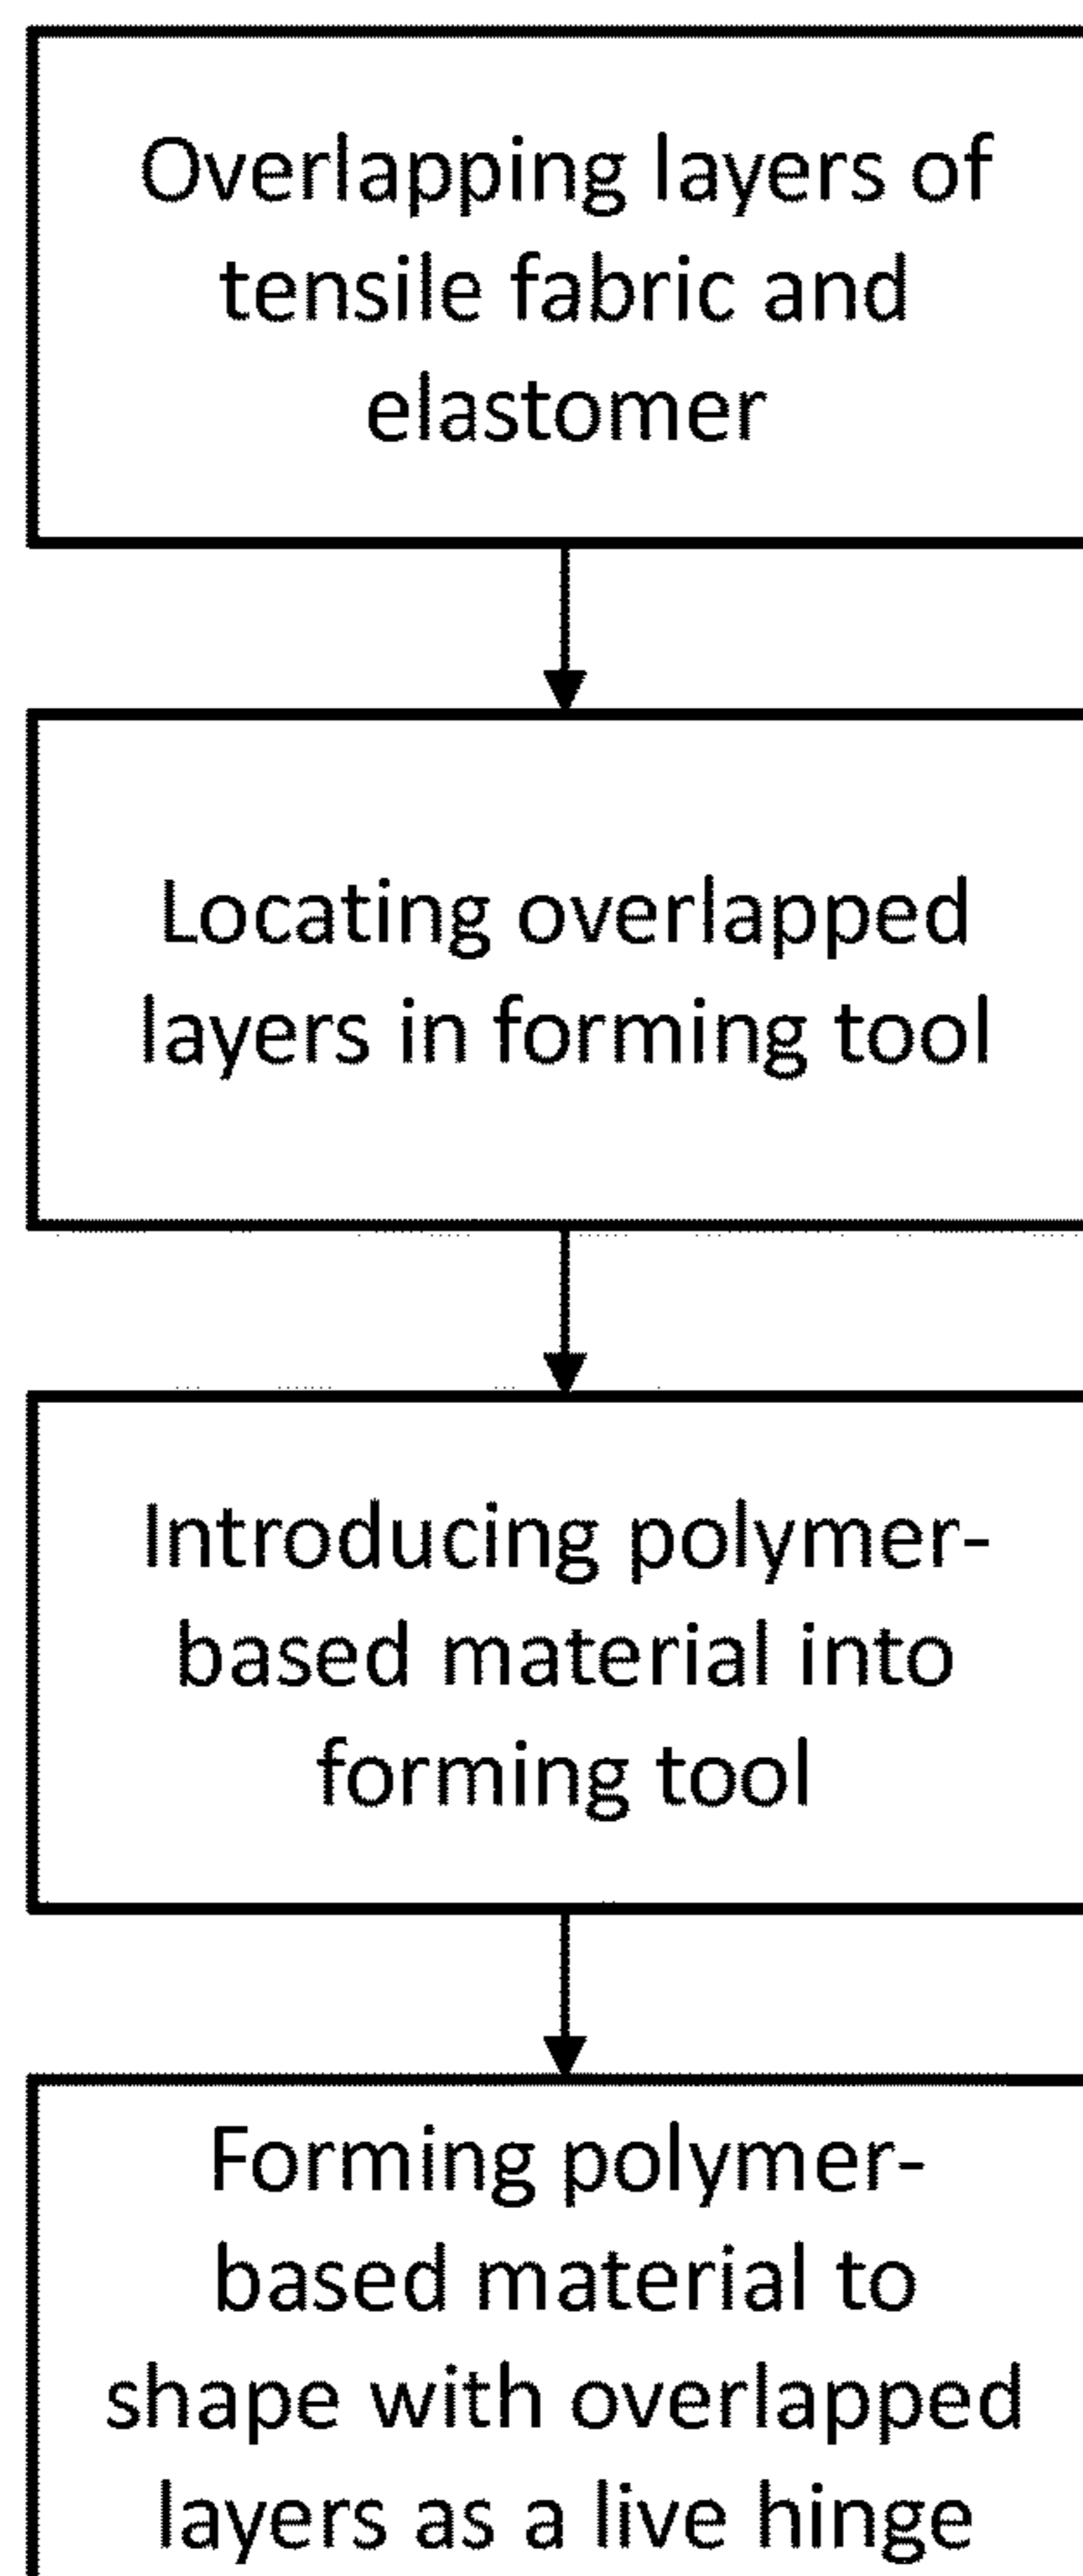 Overlapping layers of
tensile fabric and
elastomer
Locating overlapped
layers in forming tool
Introducing polymer-
based material into
forming tool
Forming polymer-
based material to
shape with overlapped
layers as a live hinge